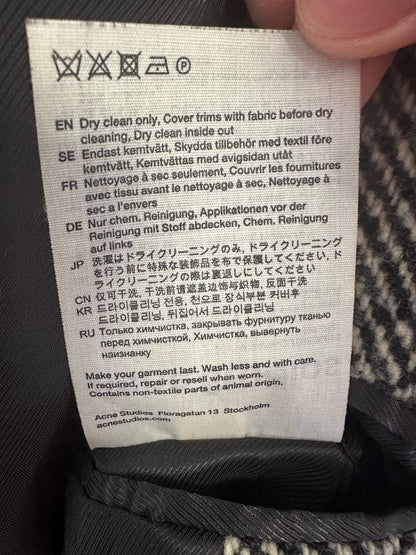 P
EN Dry clean only, Cover trims with fabric before dry
cleaning, Dry clean inside out
SE Endast kemtvätt, Skydda tillbehör med textil före
kemtvätt, Kemtvättas med avigsidan utåt
FR Nettoyage à sec seulement, Couvrir les fournitures
avec tissu avant le nettoyage à sec, Nettoyage à
sec a l'envers
DE Nur chem. Reinigung, Applikationen vor der
Reinigung mit Stoff abdecken, Chem. Reinigung
auf links
JP 洗濯はドライクリーニングのみ, ドライクリーニング
を行う前に特殊な装飾品を布で保護してください,
ドライクリーニングの際は裏返しにしてください
CN 仅可干洗, 干洗前请遮盖边饰与织物, 反面干洗
KR 드라이클리닝 전용, 천으로 장식부분 커버후
드라이클리닝, 뒤집어서 드라이클리닝
RU Только химчистка, закрывать фурнитуру тканью
перед химчисткой, Химчистка, вывернуть
наизнанку
Make your garment last. Wash less and with care.
If required, repair or resell when worn.
Contains non-textile parts of animal origin.
Acne Studios Floragatan 13 Stockholm
acnestudios.com